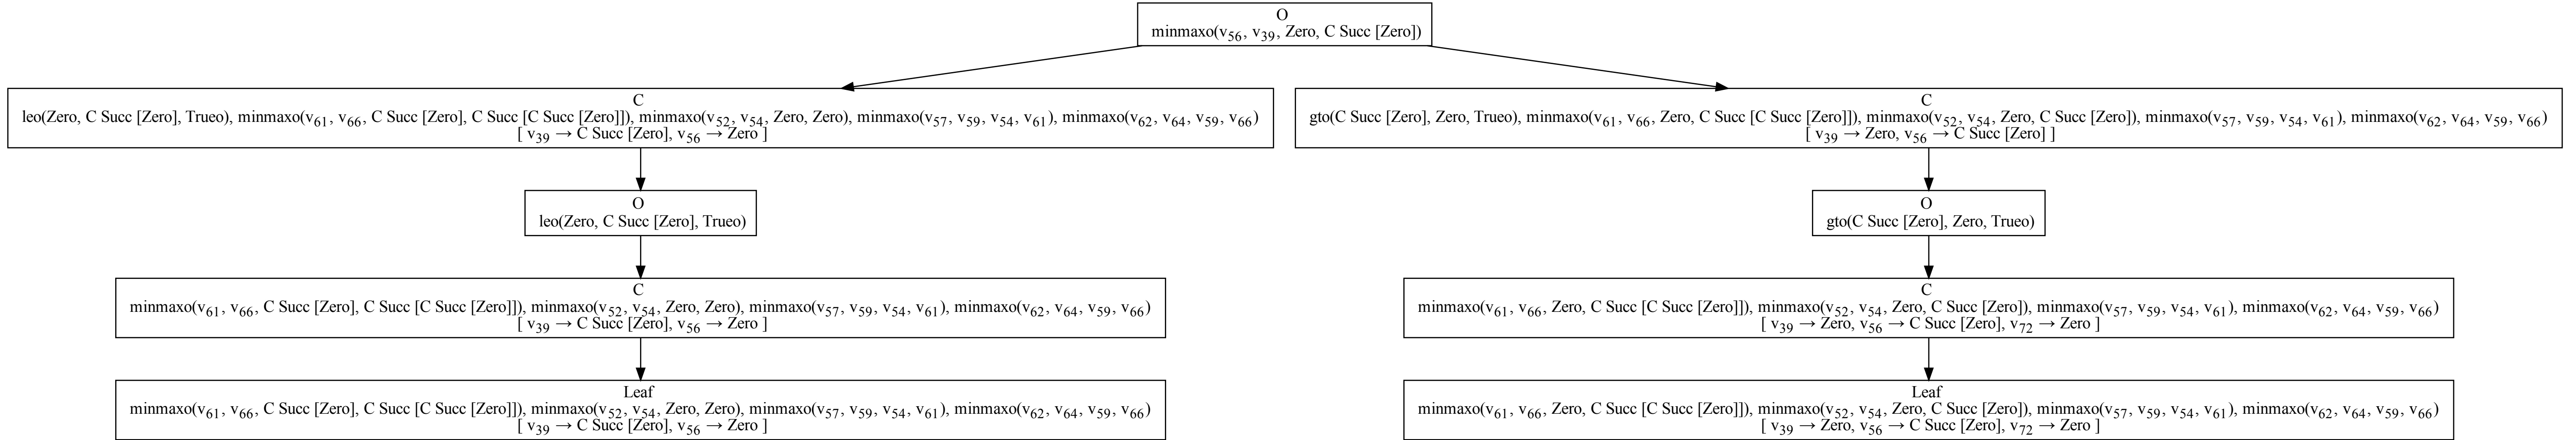 O
minmaxo(v56, v39, Zero, C Succ [Zero])
C
leo(Zero, C Succ [Zero], Trueo), minmaxo(v61, v66, C Succ [Zero], C Succ [C Succ [Zero]]), minmaxo(v52, v54, Zero, Zero), minmaxo(v57, v59, v54, v61), minmaxo(v62, v64, v59, v66)
[ v39 → C Succ [Zero], v56 → Zero ]
C
gto(C Succ [Zero], Zero, Trueo), minmaxo(v61, v66, Zero, C Succ [C Succ [Zero]]), minmaxo(v52, v54, Zero, C Succ [Zero]), minmaxo(v57, v59, v54, v61), minmaxo(v62, v64, v59, v66)
[ v39 → Zero, v56 → C Succ [Zero] ]
O
leo(Zero, C Succ [Zero], Trueo)
O
gto(C Succ [Zero], Zero, Trueo)
C
minmaxo(v61, v66, C Succ [Zero], C Succ [C Succ [Zero]]), minmaxo(v52, v54, Zero, Zero), minmaxo(v57, v59, v54, v61), minmaxo(v62, v64, v59, v66)
[ v39 → C Succ [Zero], v56 → Zero ]
C
minmaxo(v61, v66, Zero, C Succ [C Succ [Zero]]), minmaxo(v52, v54, Zero, C Succ [Zero]), minmaxo(v57, v59, v54, v61), minmaxo(v62, v64, v59, v66)
[ v39 → Zero, v56 → C Succ [Zero], v72 → Zero ]
Leaf
minmaxo(v61, v66, C Succ [Zero], C Succ [C Succ [Zero]]), minmaxo(v52, v54, Zero, Zero), minmaxo(v57, v59, v54, v61), minmaxo(v62, v64, v59, v66)
[ v39 → C Succ [Zero], v56 → Zero ]
Leaf
minmaxo(v61, v66, Zero, C Succ [C Succ [Zero]]), minmaxo(v52, v54, Zero, C Succ [Zero]), minmaxo(v57, v59, v54, v61), minmaxo(v62, v64, v59, v66)
[ v39 → Zero, v56 → C Succ [Zero], v72 → Zero ]